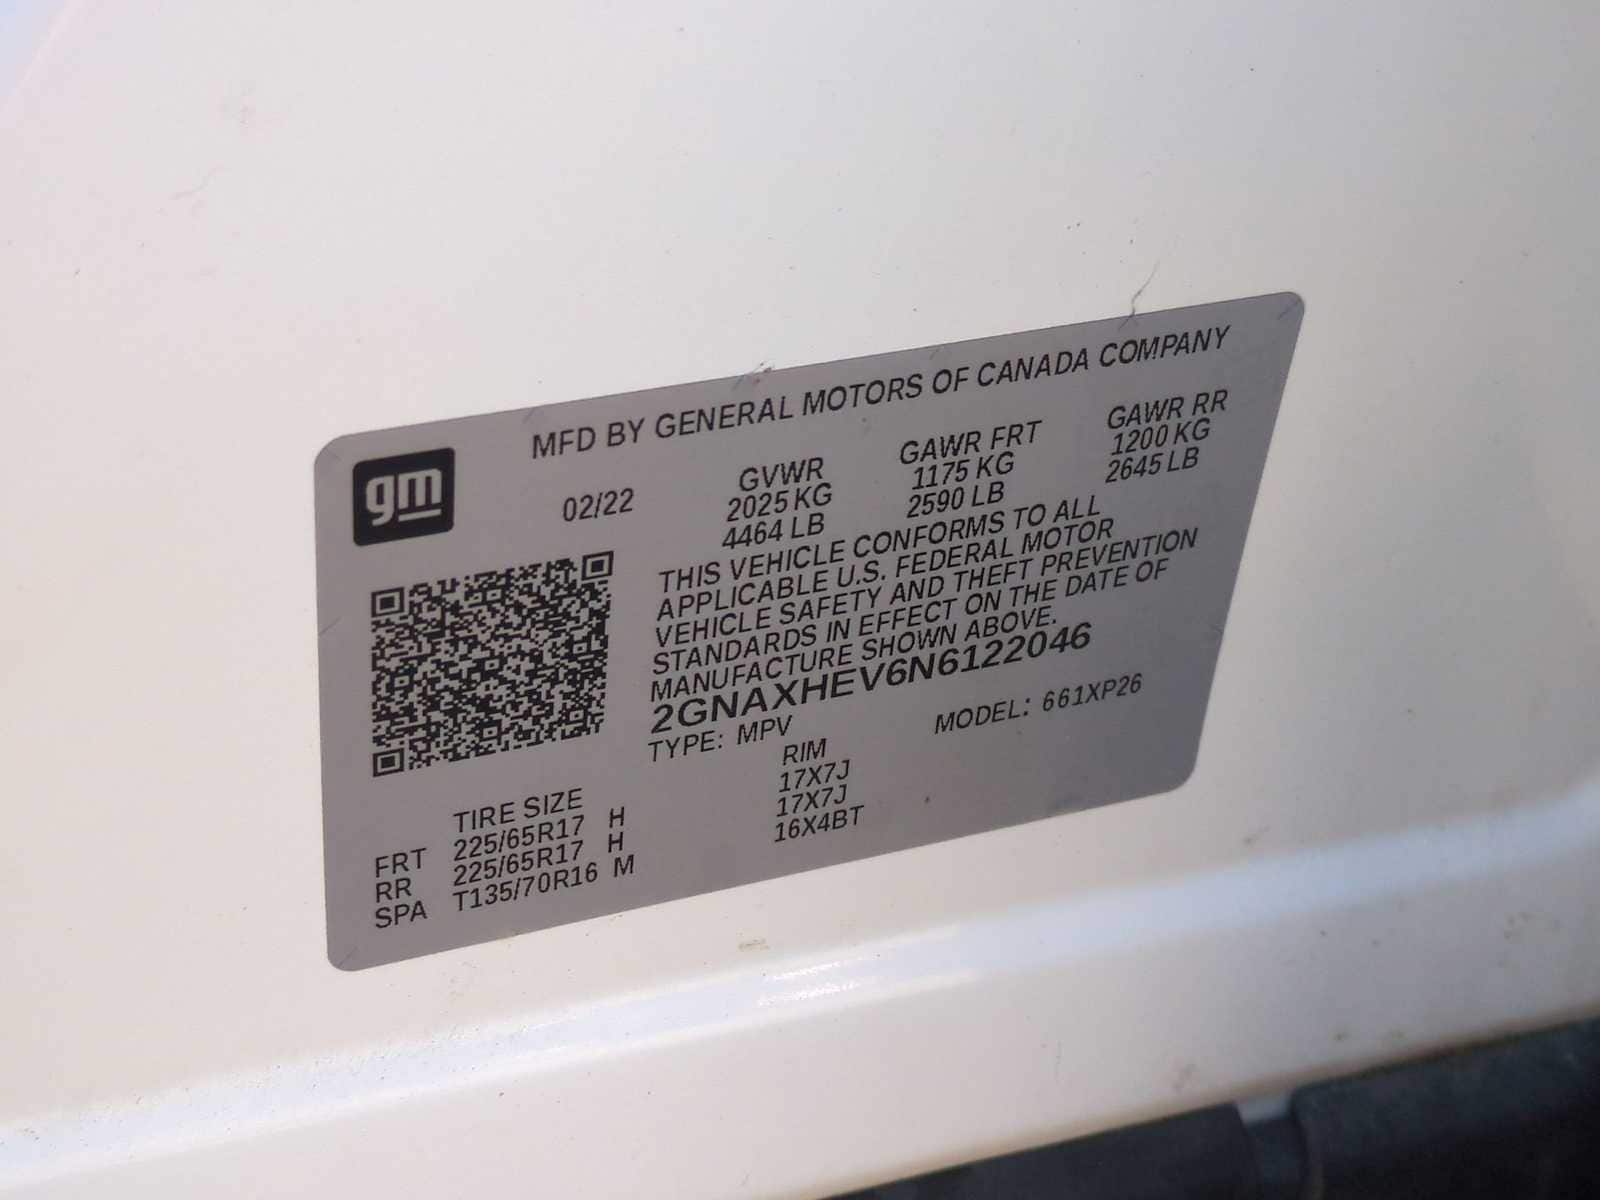 MFD BY GENERAL MOTORS OF CANADA COMPANY
gm
02/22
GVWR GAWR FRT GAWR RR
2025 KG 1175 KG 1200 KG
4464 LB 2590 LB 2645 LB
THIS VEHICLE CONFORMS TO ALL
APPLICABLE U.S. FEDERAL MOTOR
VEHICLE SAFETY AND THEFT PREVENTION
STANDARDS IN EFFECT ON THE DATE OF
MANUFACTURE SHOWN ABOVE.
2GNAXHEV6N6122046
TYPE: MPV MODEL: 661XP26
TIRE SIZE RIM
FRT 225/65R17 H 17X7J
RR 225/65R17 H 17X7J
SPA T135/70R16 M 16X4BT